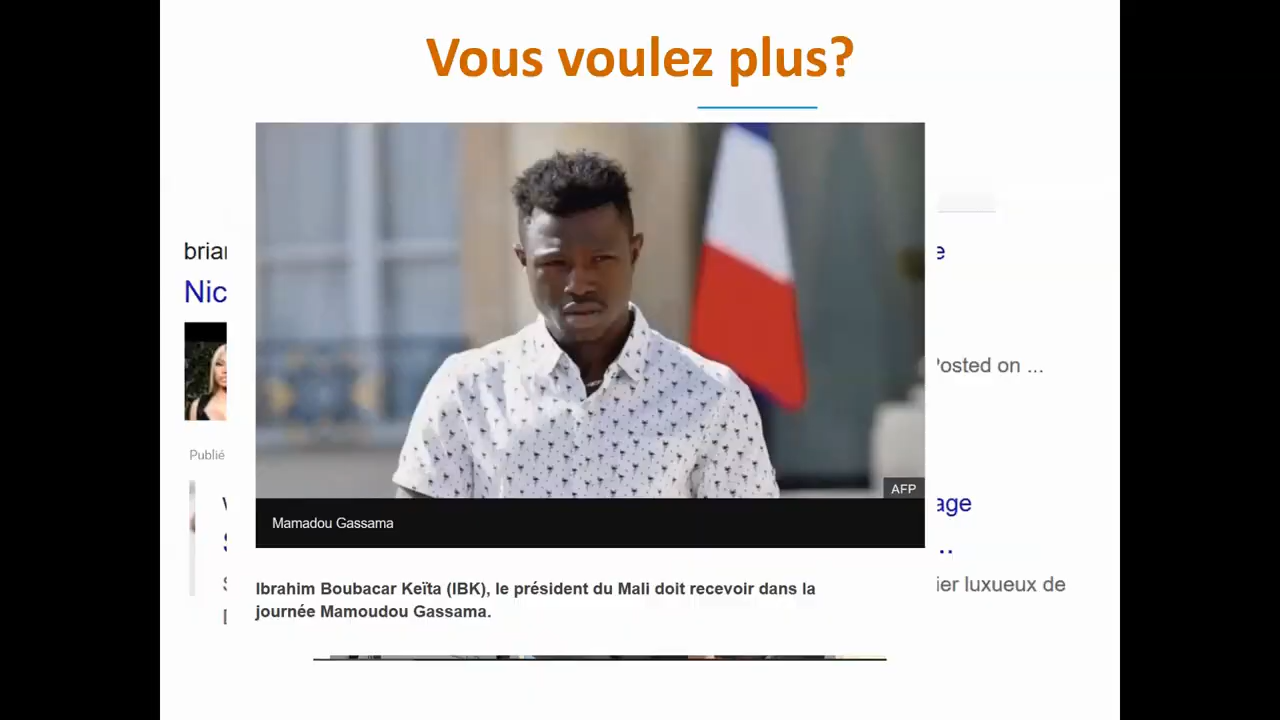 Vous voulez plus?
e
Nic
Posted on ...
Publié
AFP
age
Mamadou Gassama
...
ier luxueux de
Ibrahim Boubacar Keïta (IBK), le président du Mali doit recevoir dans la
journée Mamoudou Gassama.